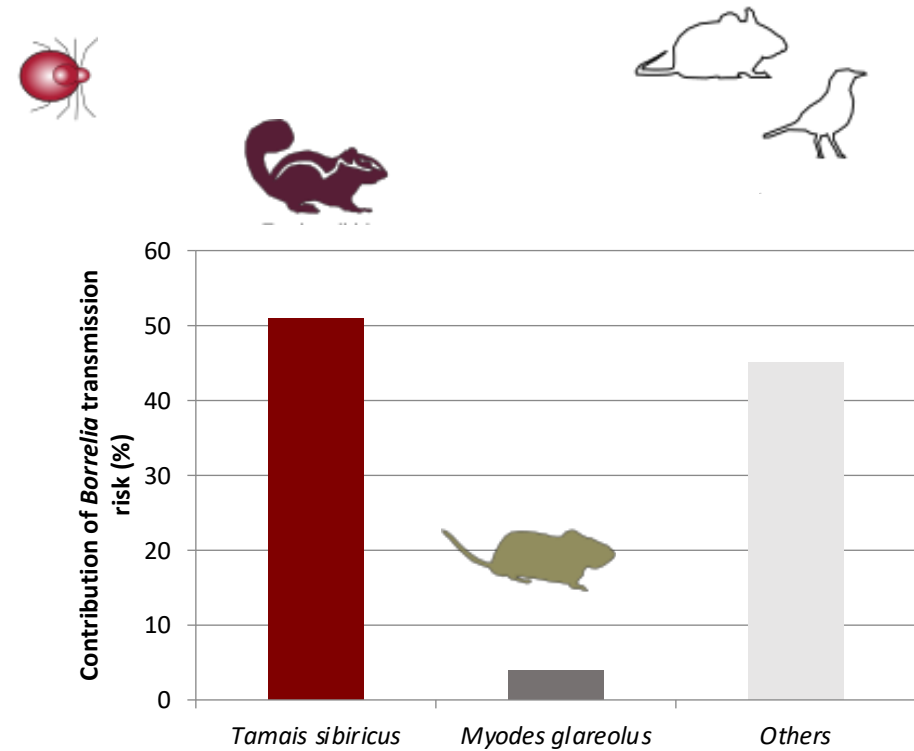 60
50
40
30
20
10
0
Contribution of Borrelia transmission
risk (%)
Tamais sibiricus
Myodes glareolus
Others